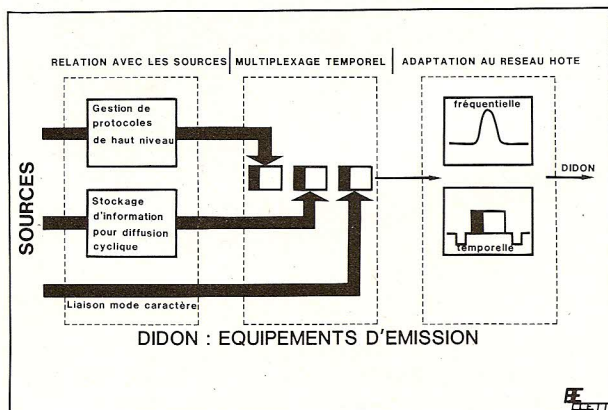 RELATION AVEC LES SOURCES | MULTIPLEXAGE TEMPOREL | ADAPTATION AU RESEAU HOTE
Gestion de
protocoles
de haut niveau
fréquentielle
SOURCES
DIDON
Stockage
d'information
pour diffusion
cyclique
temporelle
Liaison mode caractère
DIDON : EQUIPEMENTS D'EMISSION